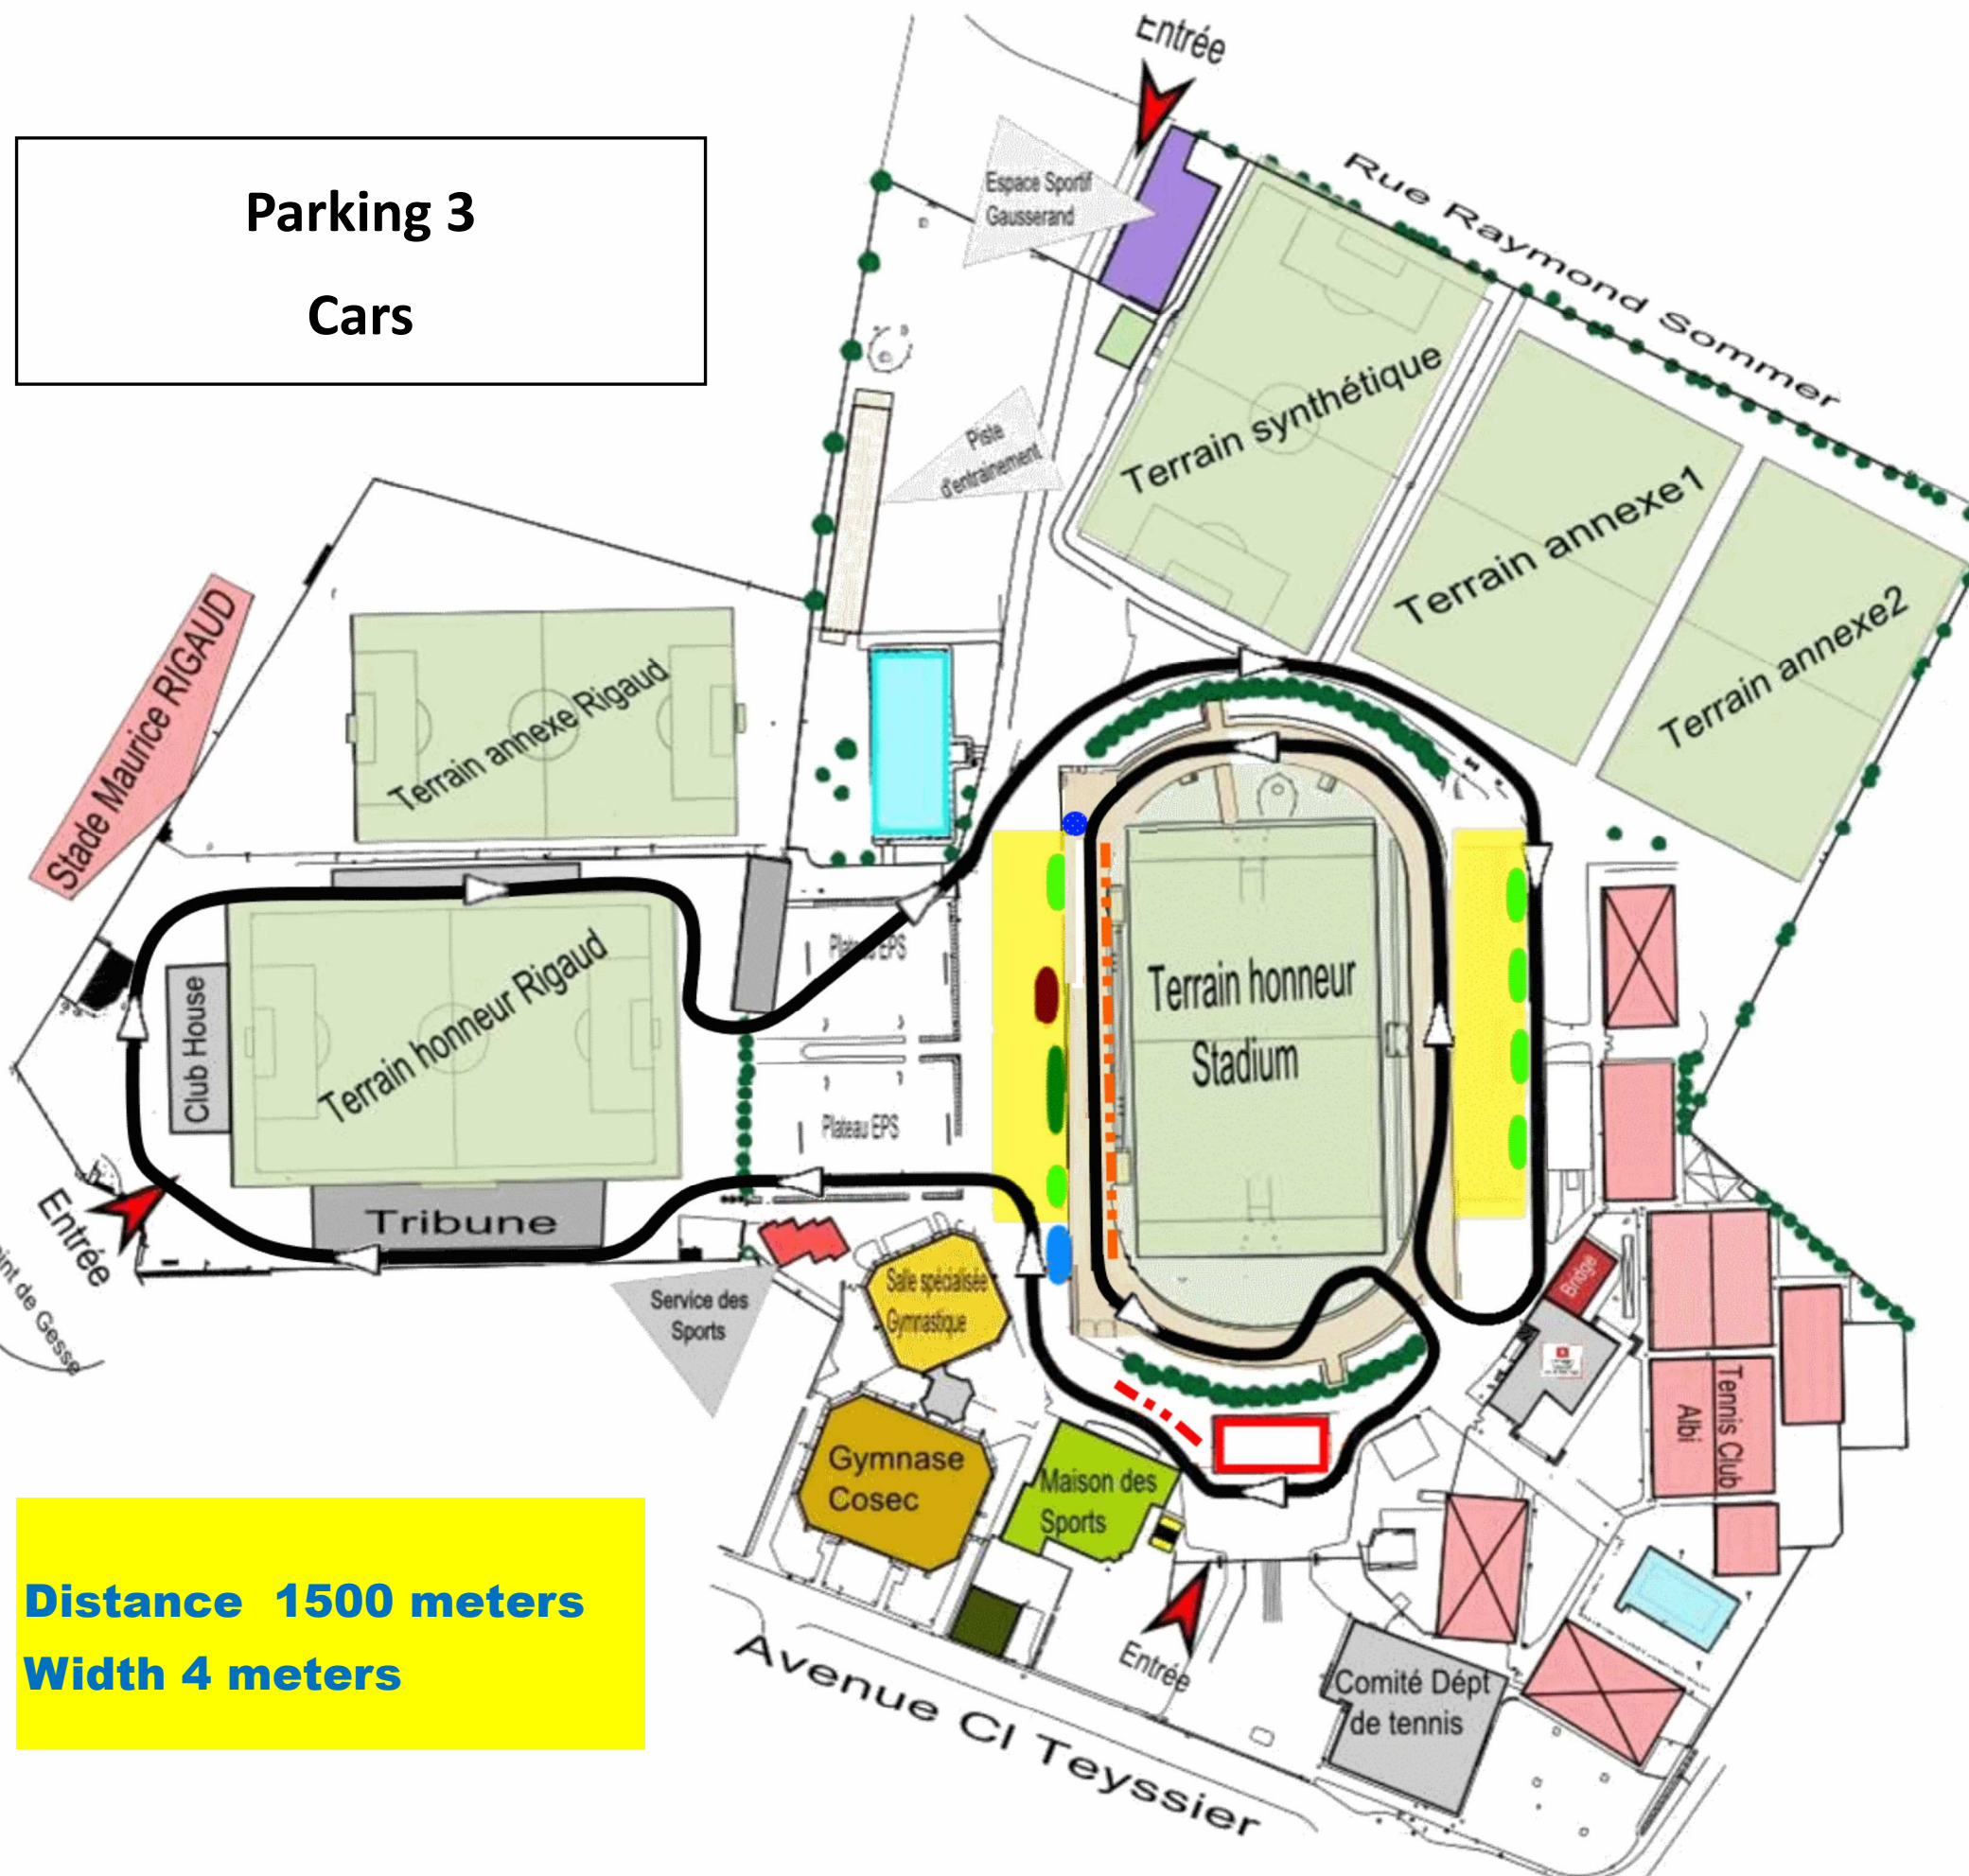 Entrée
Parking 3
Cars
Espace Sportif
Gausserand
Rue Raymond Sommer
Terrain synthétique
Piste
d'entrainement
Terrain annexe1
Terrain annexe2
Stade Maurice RIGAUD
Terrain annexe Rigaud
Plateau EPS
Club House
Terrain honneur Rigaud
Terrain honneur
Stadium
Plateau EPS
Tribune
Entrée
int de Gesse
Service des
Sports
Salle spécialisée
Gymnastique
Bridge
Tennis Club
Albi
Gymnase
Cosec
Maison des
Sports
Distance 1500 meters
Width 4 meters
Entrée
Avenue Cl Teyssier
Comité Dépt
de tennis